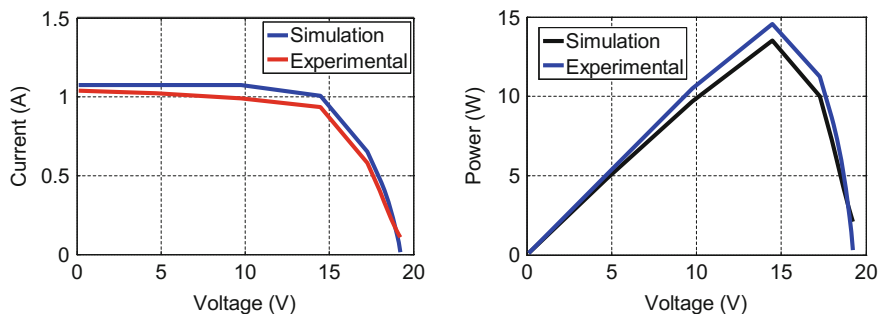 1.5
1
0.5
0
Current (A)
Simulation
Experimental
0
5
10
15
20
Voltage (V)
15
10
5
0
Power (W)
Simulation
Experimental
0
5
10
15
20
Voltage (V)